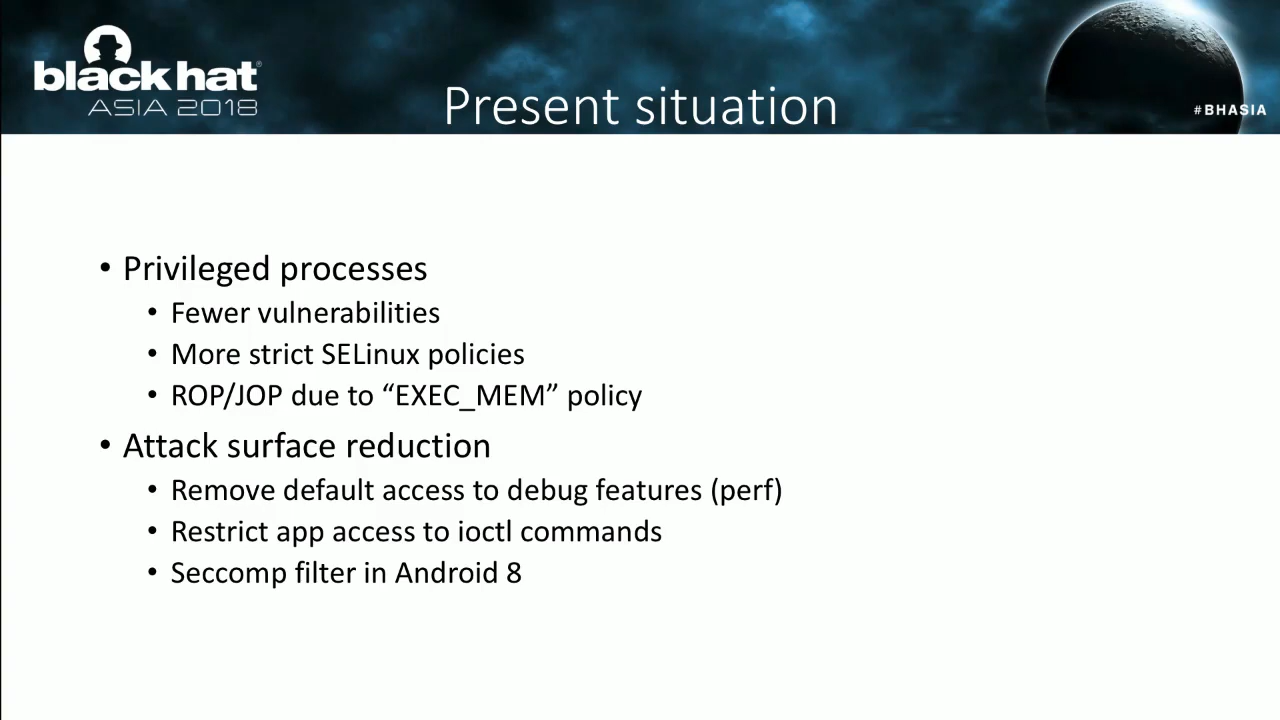 black hat®
ASIA 2018
Present situation
#BHASIA
• Privileged processes
• Fewer vulnerabilities
• More strict SELinux policies
• ROP/JOP due to “EXEC_MEM” policy
• Attack surface reduction
• Remove default access to debug features (perf)
• Restrict app access to ioctl commands
• Seccomp filter in Android 8